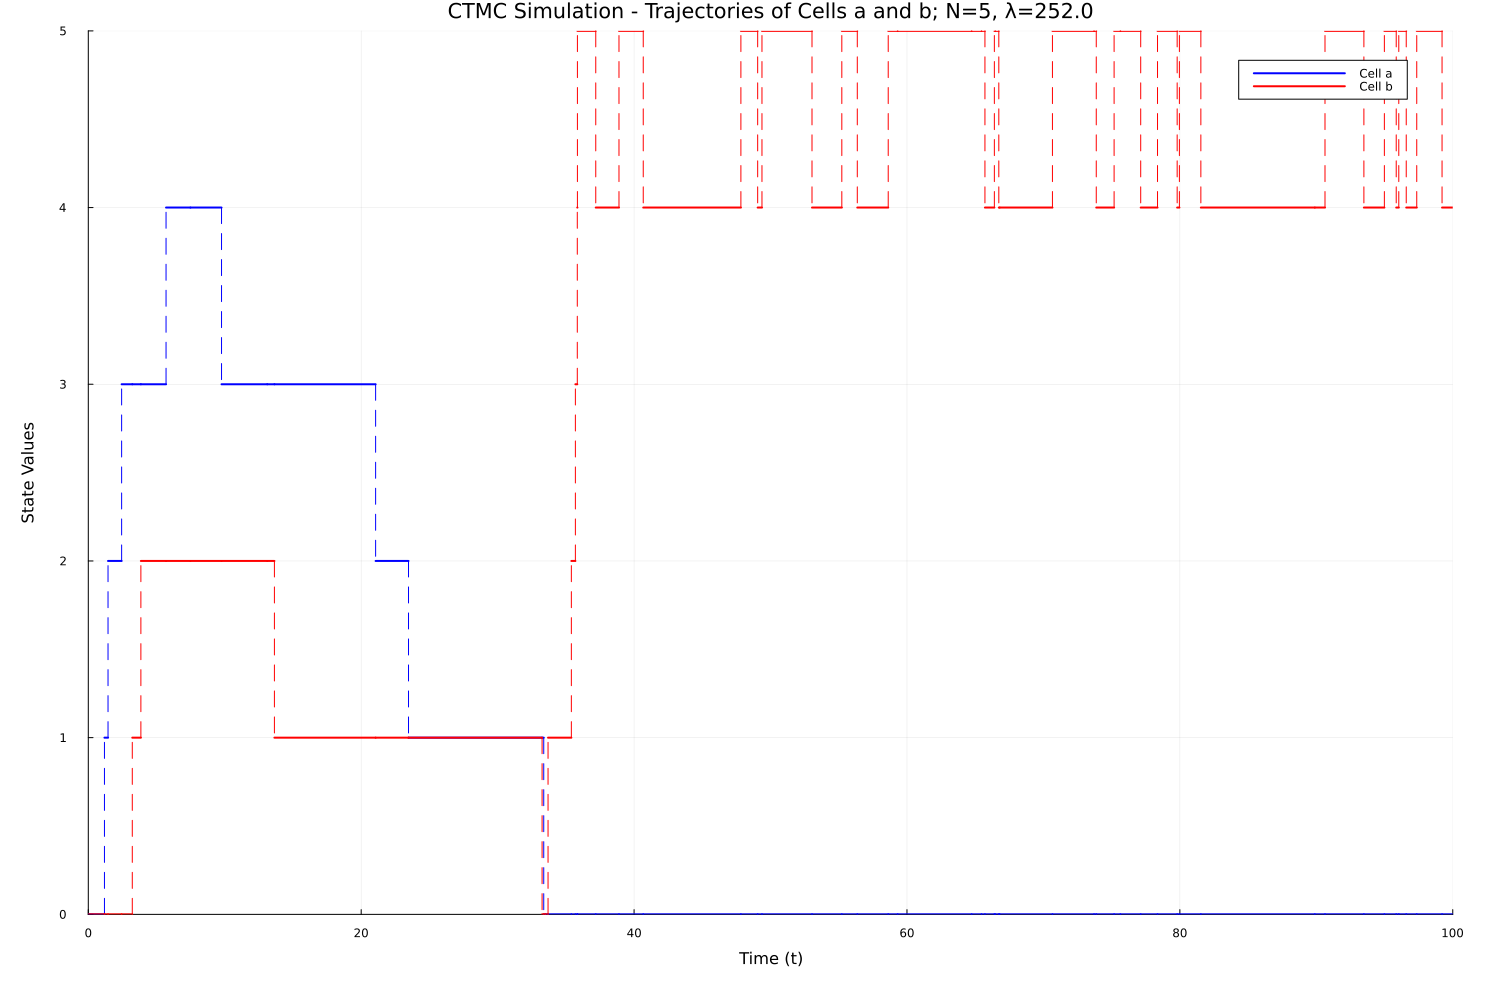 CTMC Simulation - Trajectories of Cells a and b; N=5, λ=252.0
Cell a
Cell b
State Values
5
4
3
2
1
0
0 20 40 60 80 100
Time (t)